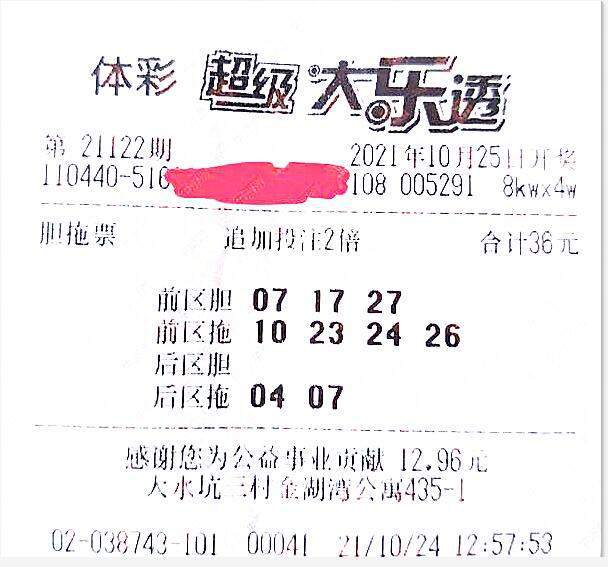 体彩 超级大乐透
第 21122期 2021年10月25日开奖
110440-516 108 005291 8kwx4w
胆拖票 追加投注2倍 合计36元
前区胆 07 17 27
前区拖 10 23 24 26
后区胆
后区拖 04 07
感谢您为公益事业贡献 12.96元
大水坑三村金湖湾公寓435-1
02-038743-101 00041 21/10/24 12:57:53